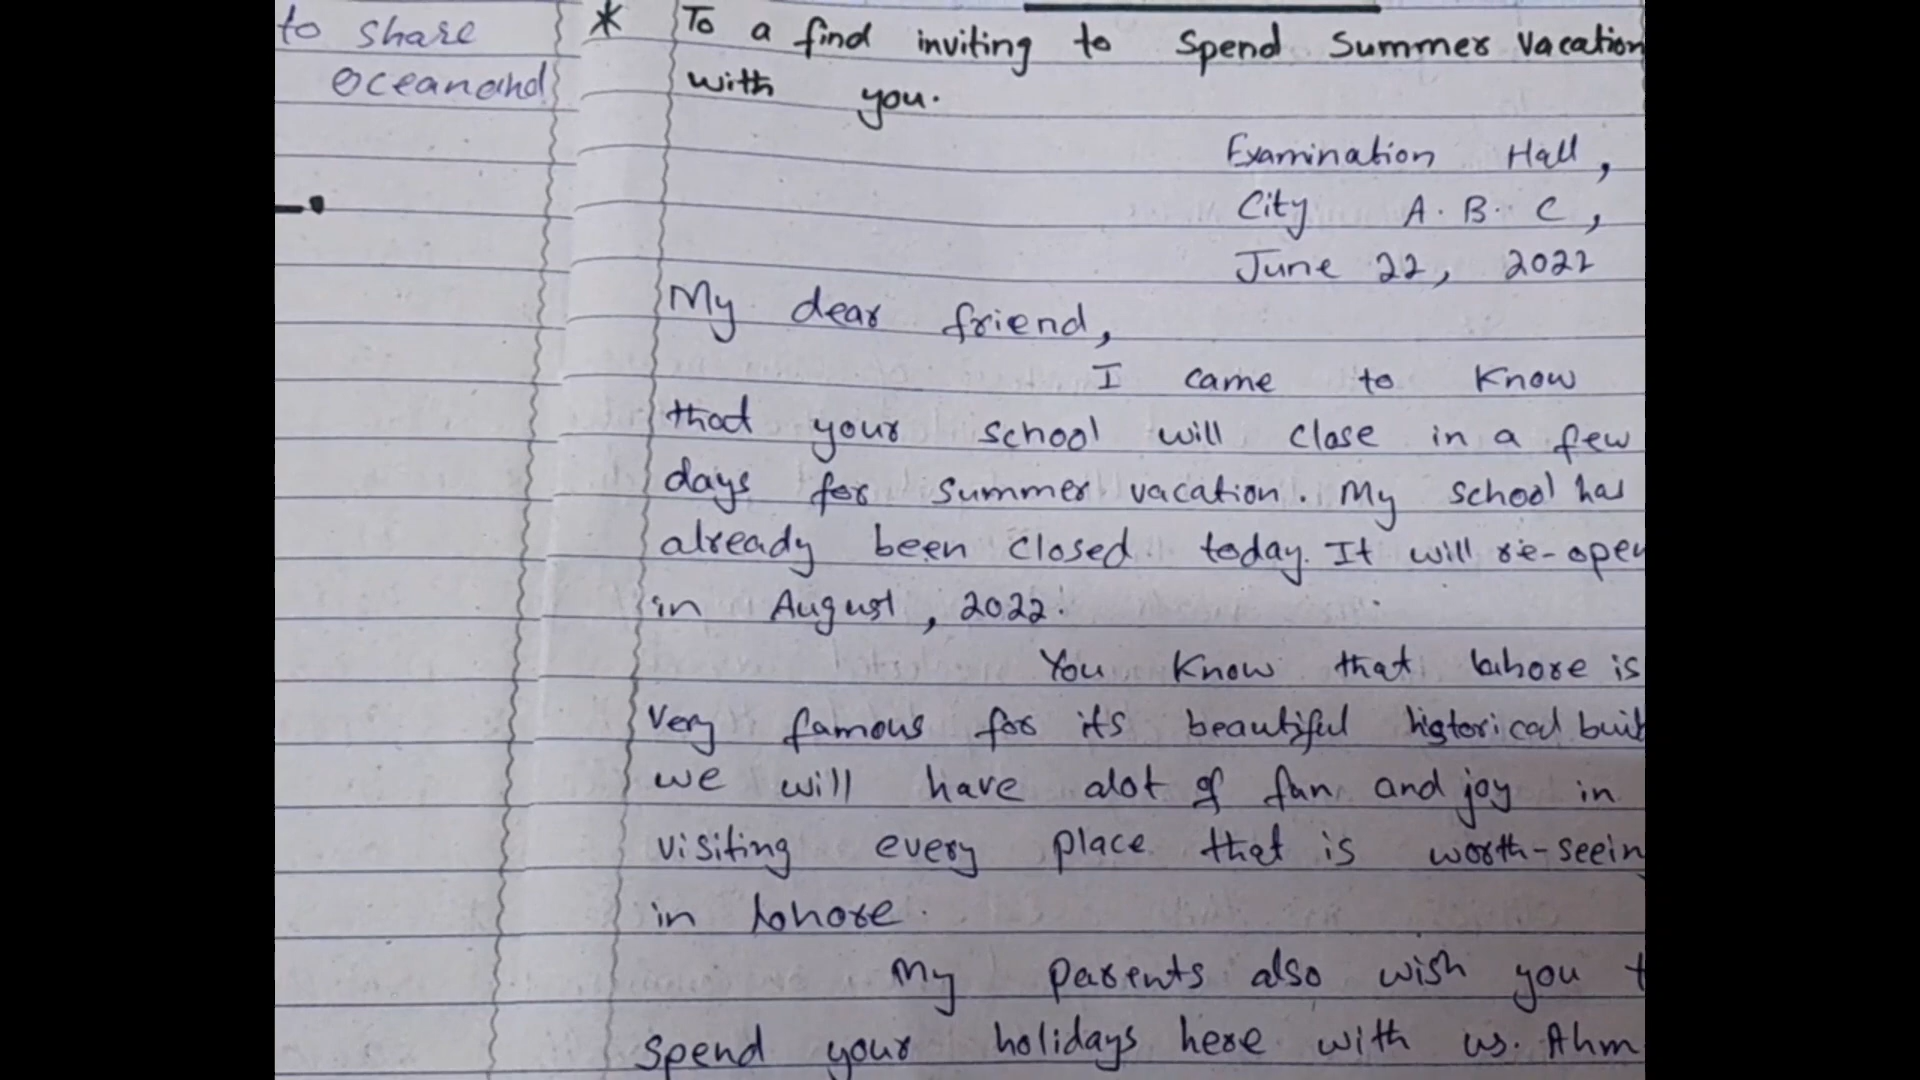 to share
oceanand
* To a find inviting to spend summer vacation
with you.
Examination Hall,
City A.B.C,
June 22, 2022
My dear friend,
I came to know
that your school will close in a few
days for summer vacation. My school has
already been closed today. It will re-open
in August, 2022.
You know that Lahore is
very famous for its beautiful historical buil
we will have alot of fun and joy in
visiting every place that is worth-seein
in Lahore.
My parents also wish you t
spend your holidays here with us. Ahm